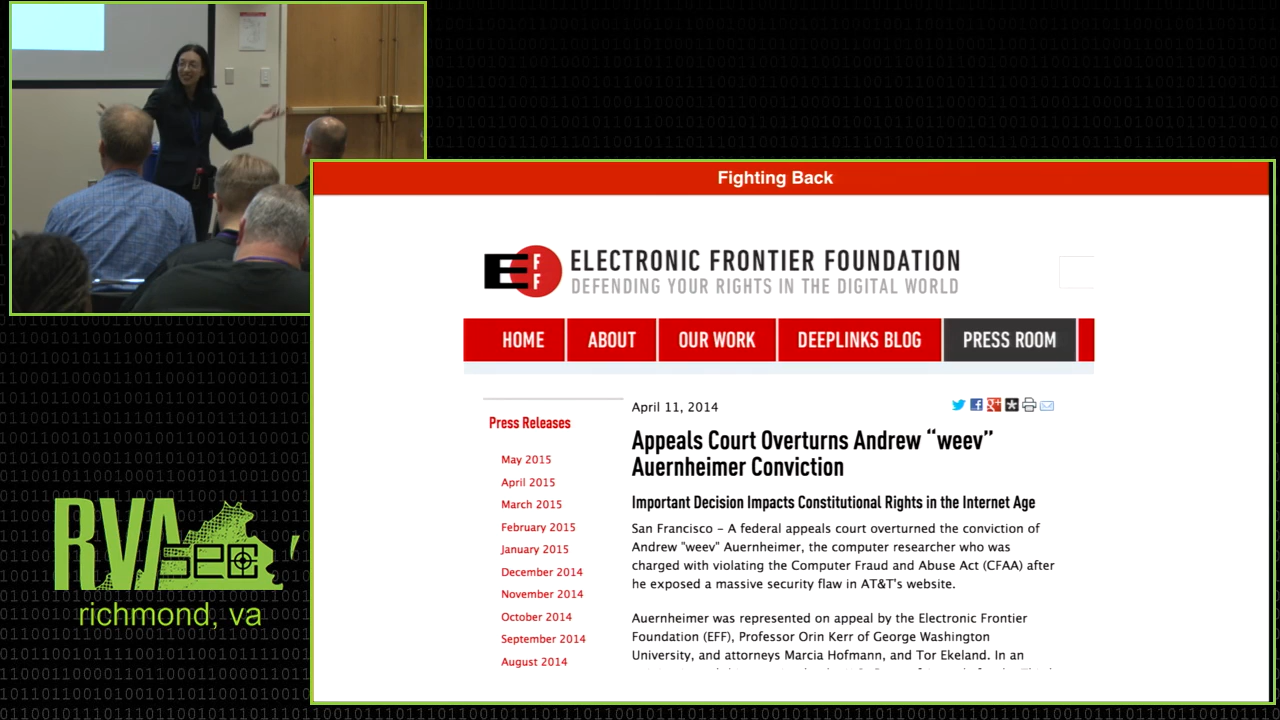 Fighting Back
EFF
ELECTRONIC FRONTIER FOUNDATION
DEFENDING YOUR RIGHTS IN THE DIGITAL WORLD
HOME ABOUT OUR WORK DEEPLINKS BLOG PRESS ROOM
Press Releases
May 2015
April 2015
March 2015
February 2015
January 2015
December 2014
November 2014
October 2014
September 2014
August 2014
April 11, 2014
Appeals Court Overturns Andrew “weev”
Auernheimer Conviction
Important Decision Impacts Constitutional Rights in the Internet Age
San Francisco – A federal appeals court overturned the conviction of
Andrew "weev" Auernheimer, the computer researcher who was
charged with violating the Computer Fraud and Abuse Act (CFAA) after
he exposed a massive security flaw in AT&T's website.
Auernheimer was represented on appeal by the Electronic Frontier
Foundation (EFF), Professor Orin Kerr of George Washington
University, and attorneys Marcia Hofmann, and Tor Ekeland. In an
RVAsec
richmond, va